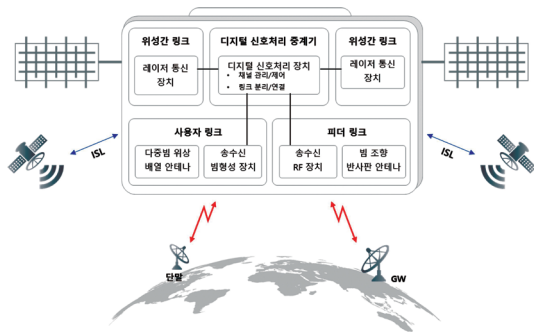 위성간 링크
레이저 통신
장치
디지털 신호처리 중계기
디지털 신호처리 장치
• 채널 관리/제어
• 링크 분리/연결
위성간 링크
레이저 통신
장치
사용자 링크
다중빔 위상
배열 안테나
송수신
빔형성 장치
피더 링크
송수신
RF 장치
빔 조향
반사판 안테나
ISL
ISL
단말
GW